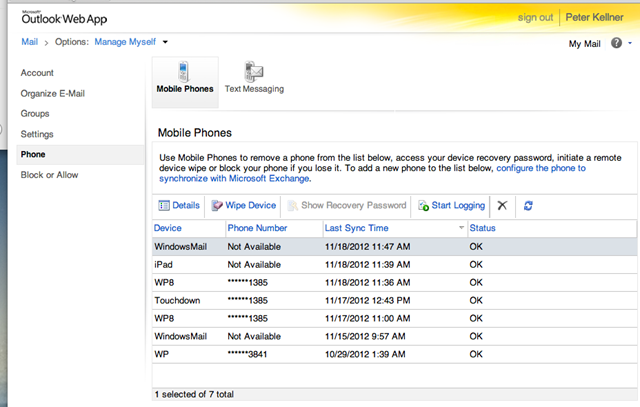 Microsoft®
Outlook Web App
sign out Peter Kellner
Mail > Options: Manage Myself
My Mail ?
Account
Organize E-Mail
Groups
Settings
Phone
Block or Allow
Mobile Phones Text Messaging
Mobile Phones
Use Mobile Phones to remove a phone from the list below, access your device recovery password, initiate a remote
device wipe or block your phone if you lose it. To add a new phone to the list below, configure the phone to
synchronize with Microsoft Exchange.
Details Wipe Device Show Recovery Password Start Logging
Device Phone Number Last Sync Time Status
WindowsMail Not Available 11/18/2012 11:47 AM OK
iPad Not Available 11/18/2012 11:39 AM OK
WP8 ******1385 11/18/2012 11:36 AM OK
Touchdown ******1385 11/17/2012 12:43 PM OK
WP8 ******1385 11/17/2012 11:00 AM OK
WindowsMail Not Available 11/15/2012 9:57 AM OK
WP ******3841 10/29/2012 1:39 AM OK
1 selected of 7 total